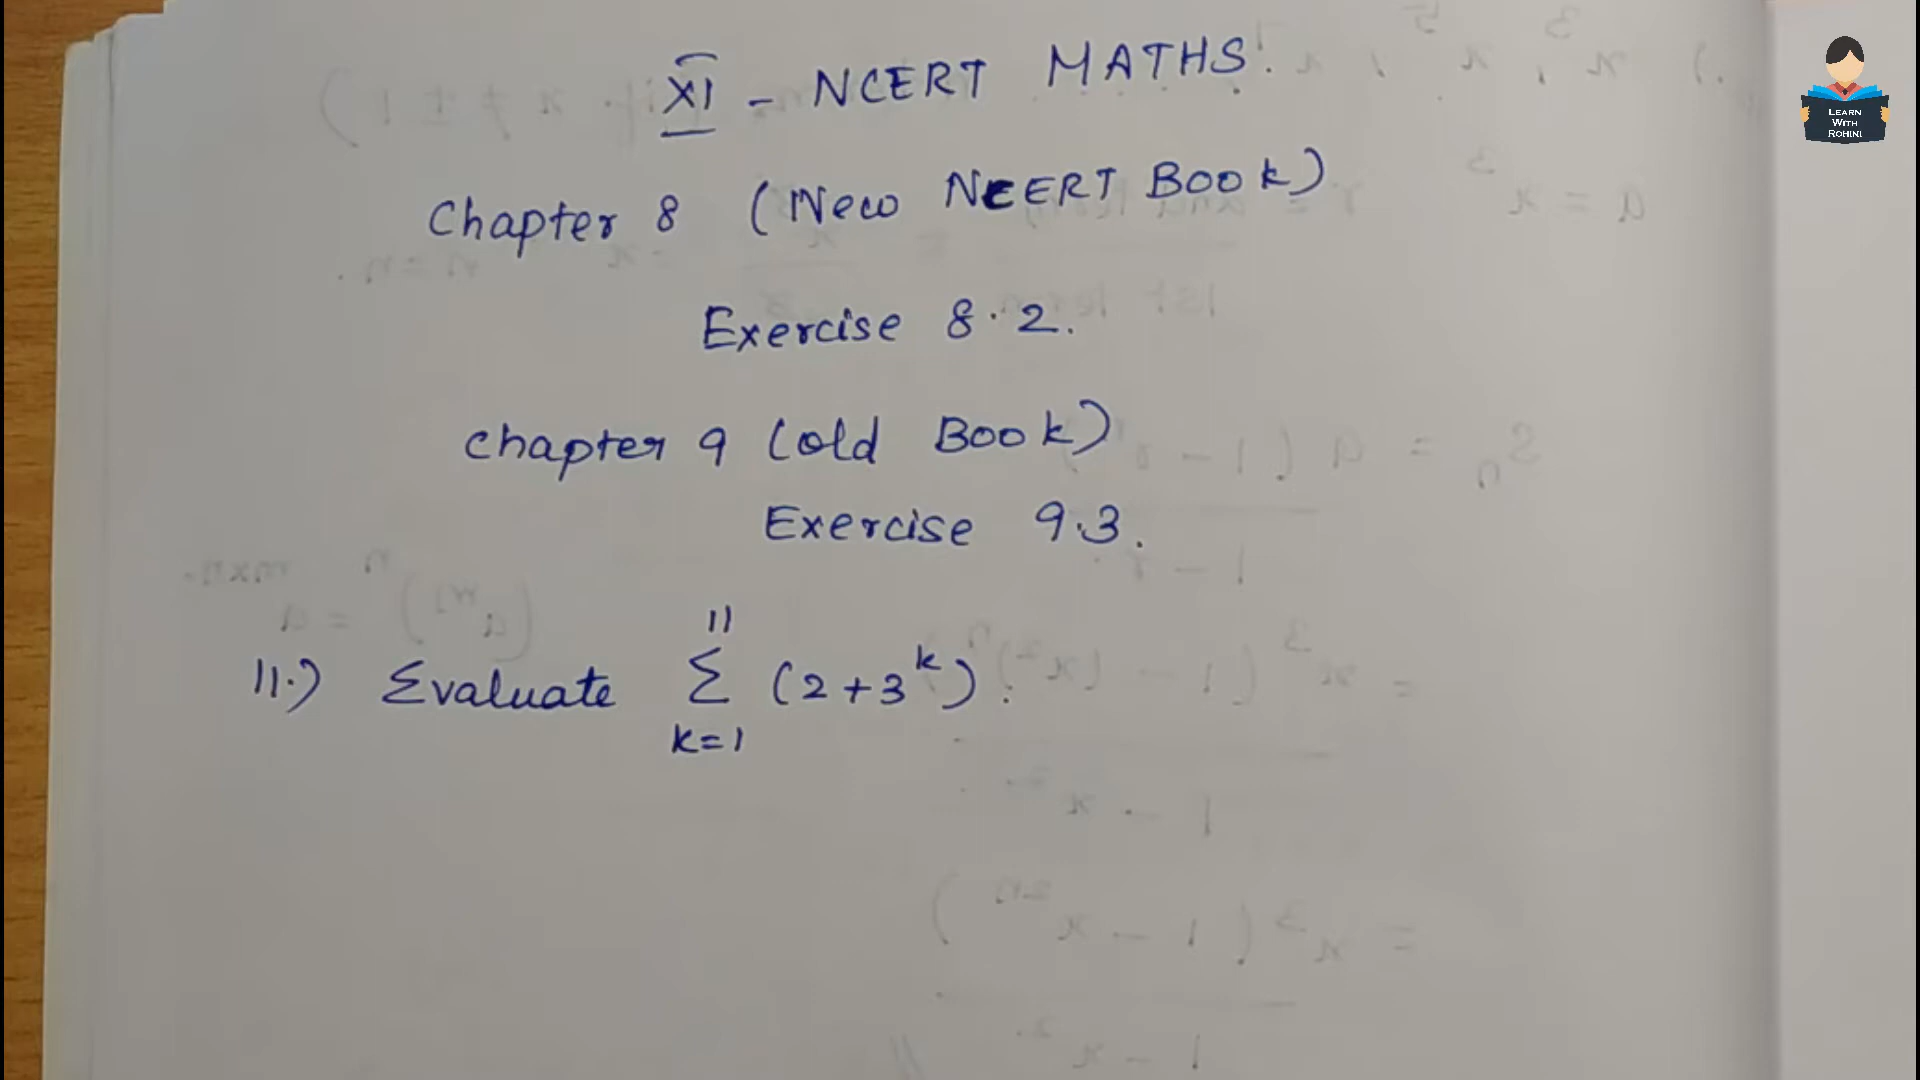 XI - NCERT MATHS.
Chapter 8 (New NCERT Book)
Exercise 8.2.
Chapter 9 (old Book)
Exercise 9.3.
11.) Evaluate 11 Σ k=1 (2+3^k).
LEARN
WITH
ROHINI